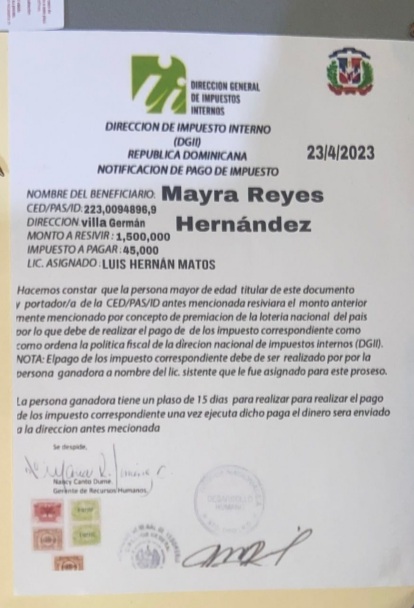 DIRECCION GENERAL
DE IMPUESTOS
INTERNOS
DIRECCION DE IMPUESTO INTERNO
(DGII)
REPUBLICA DOMINICANA
23/4/2023
NOTIFICACION DE PAGO DE IMPUESTO
NOMBRE DEL BENEFICIARIO: Mayra Reyes
CED/PAS/ID:223,0094896,9
DIRECCION:villa Germán Hernández
MONTO A RESIVIR : 1,500,000
IMPUESTO A PAGAR:45,000
LIC. ASIGNADO :LUIS HERNÁN MATOS
Hacemos constar que la persona mayor de edad titular de este documento
y portador/a de la CED/PAS/ID antes mencionada resiviara el monto anterior
mente mencionado por concepto de premiacion de la loteria nacional del pais
por lo que debe de realizar el pago de de los impuesto correspondiente como
como ordena la politica fiscal de la direcion nacional de impuestos internos (DGII).
NOTA: Elpago de los impuesto correspondiente debe de ser realizado por por la
persona ganadora a nombre del lic. sistente que le fue asignado para este proseso.
La persona ganadora tiene un plaso de 15 dias para realizar para realizar el pago
de los impuesto correspondiente una vez ejecuta dicho paga el dinero sera enviado
a la direccion antes mecionada
Se despide,
Nancy Canto Dume.
Gerante de Recursos Humanos
DESARROLLO